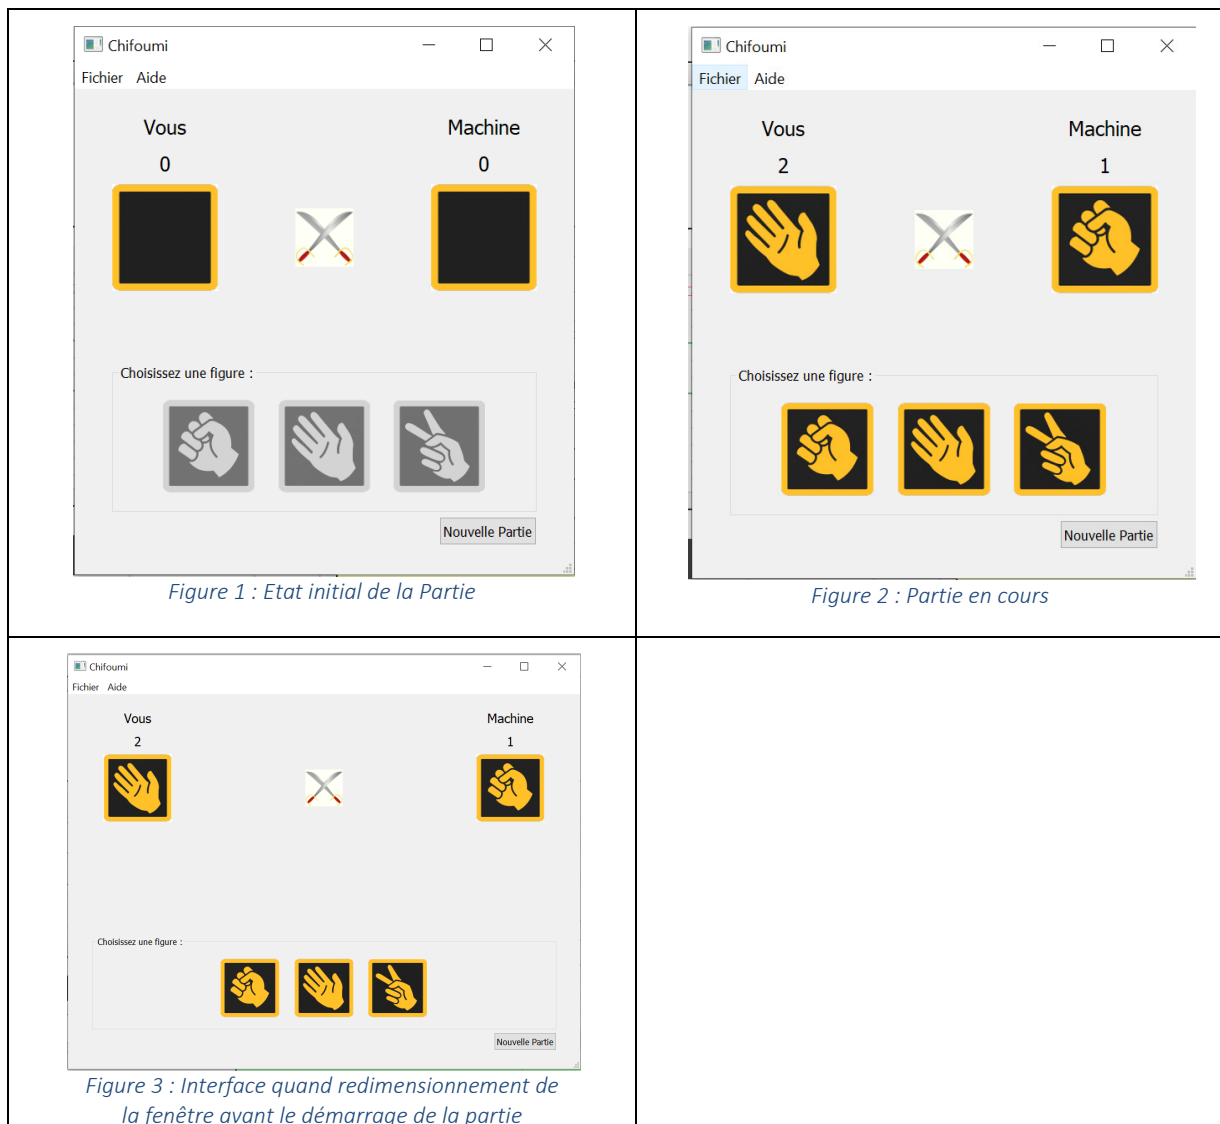 Chifoumi
Fichier Aide
Vous Machine
0 0
Choisissez une figure :
Nouvelle Partie
Figure 1 : Etat initial de la Partie
Chifoumi
Fichier Aide
Vous Machine
2 1
Choisissez une figure :
Nouvelle Partie
Figure 2 : Partie en cours
Chifoumi
Fichier Aide
Vous Machine
2 1
Choisissez une figure :
Nouvelle Partie
Figure 3 : Interface quand redimensionnement de
la fenêtre avant le démarrage de la partie